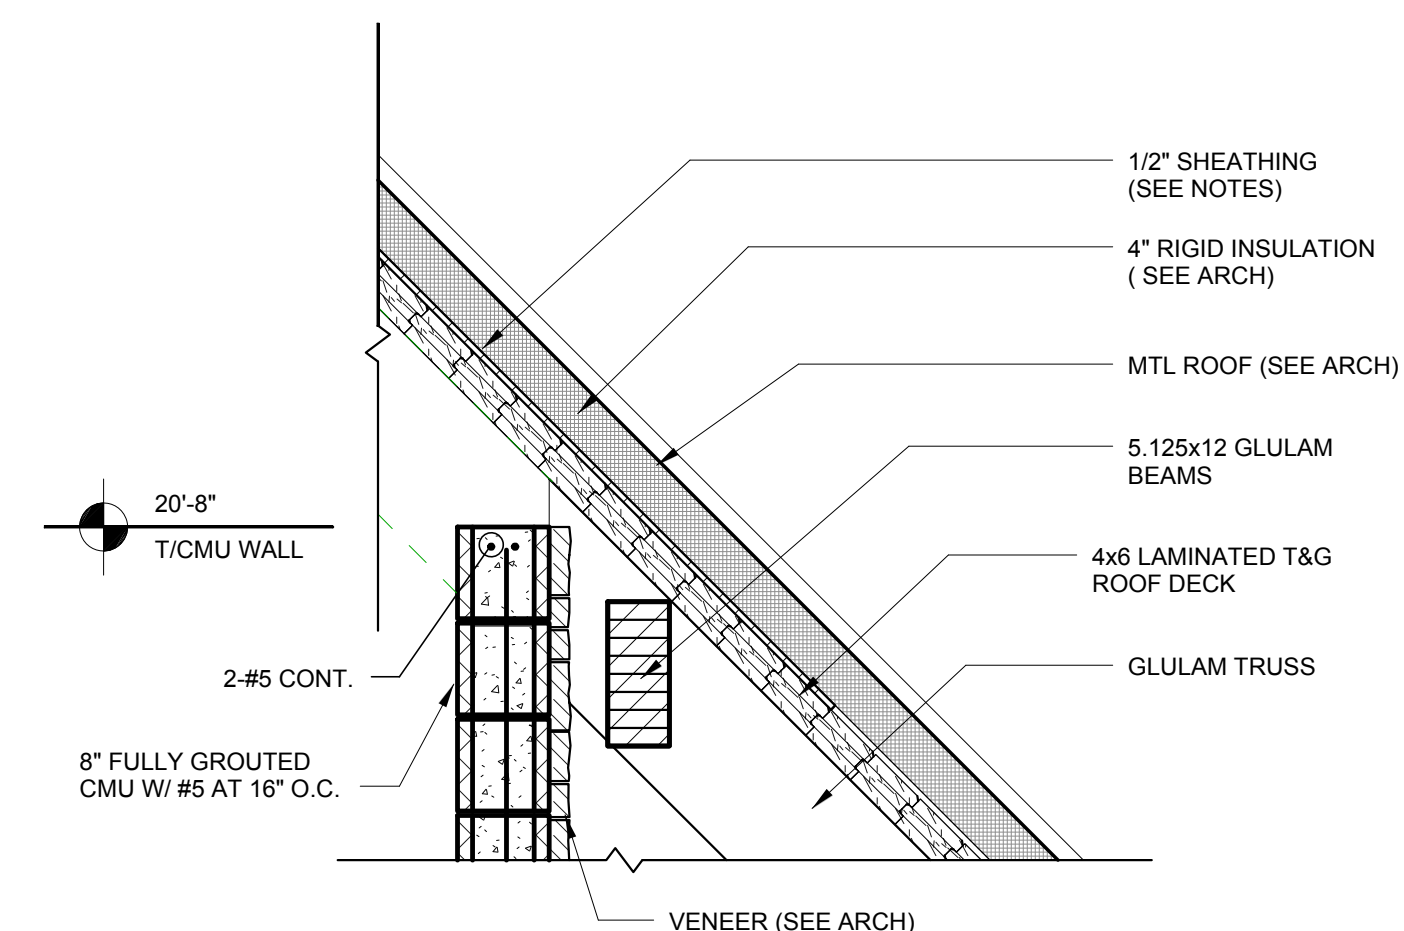 1/2" SHEATHING
(SEE NOTES)
4" RIGID INSULATION
( SEE ARCH)
MTL ROOF (SEE ARCH)
5.125x12 GLULAM
BEAMS
20'-8"
T/CMU WALL
4x6 LAMINATED T&G
ROOF DECK
GLULAM TRUSS
2-#5 CONT.
8" FULLY GROUTED
CMU W/ #5 AT 16" O.C.
VENEER (SEE ARCH)